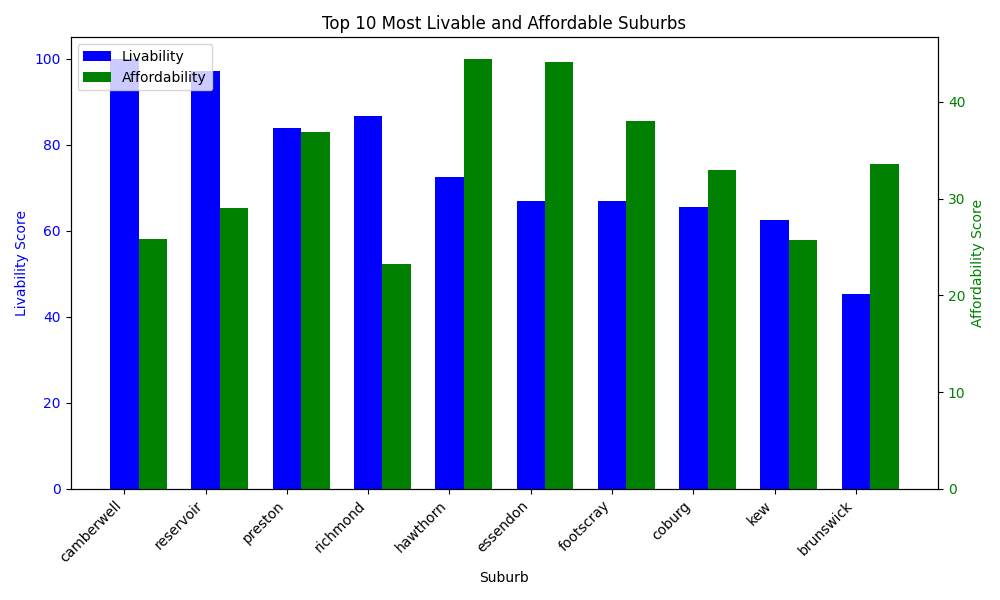 Top 10 Most Livable and Affordable Suburbs
Livability
Affordability
100
80
60
40
20
0
Livability Score
40
30
20
10
0
Affordability Score
camberwell
reservoir
preston
richmond
hawthorn
essendon
footscray
coburg
kew
brunswick
Suburb